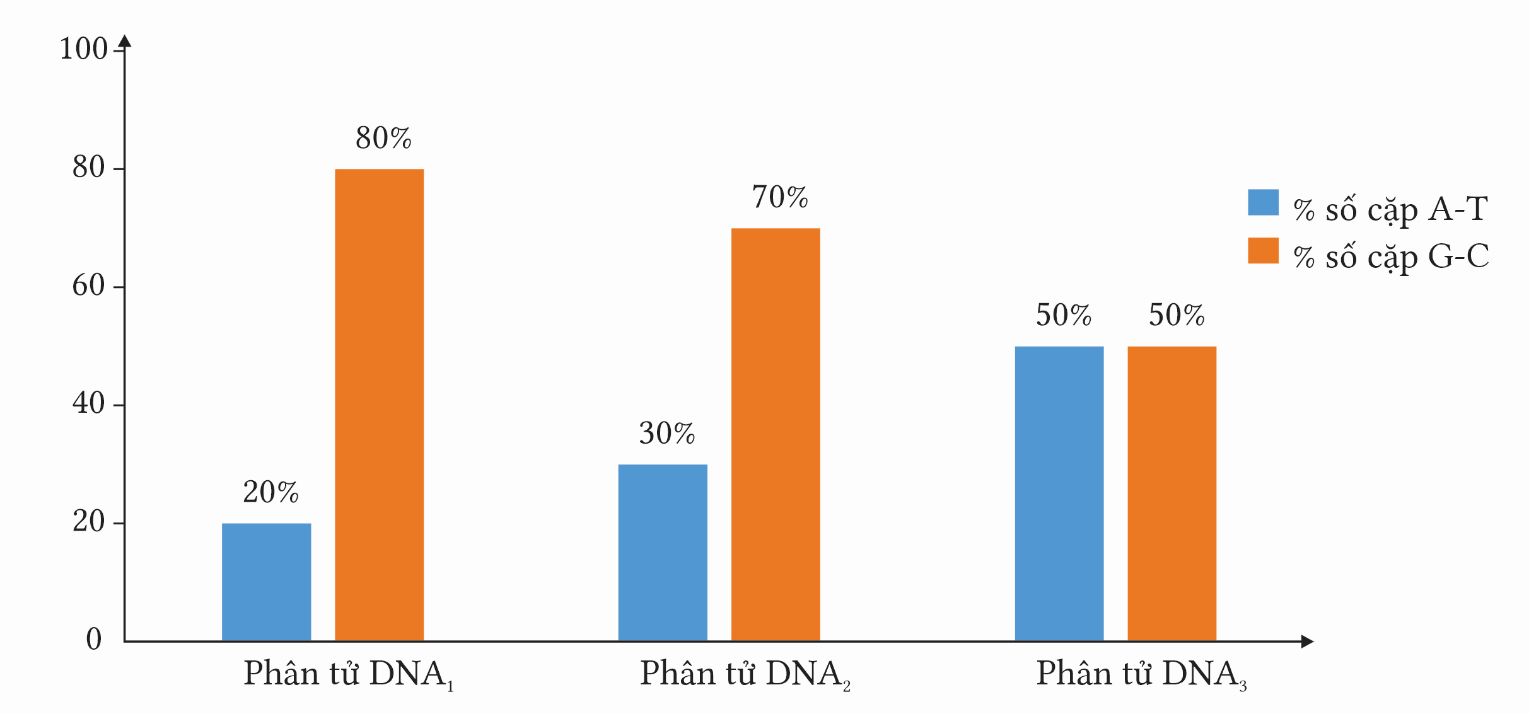 100
80
60
40
20
0
20%
80%
30%
70%
50%
50%
Phân tử DNA₁
Phân tử DNA₂
Phân tử DNA₃
% số cặp A-T
% số cặp G-C